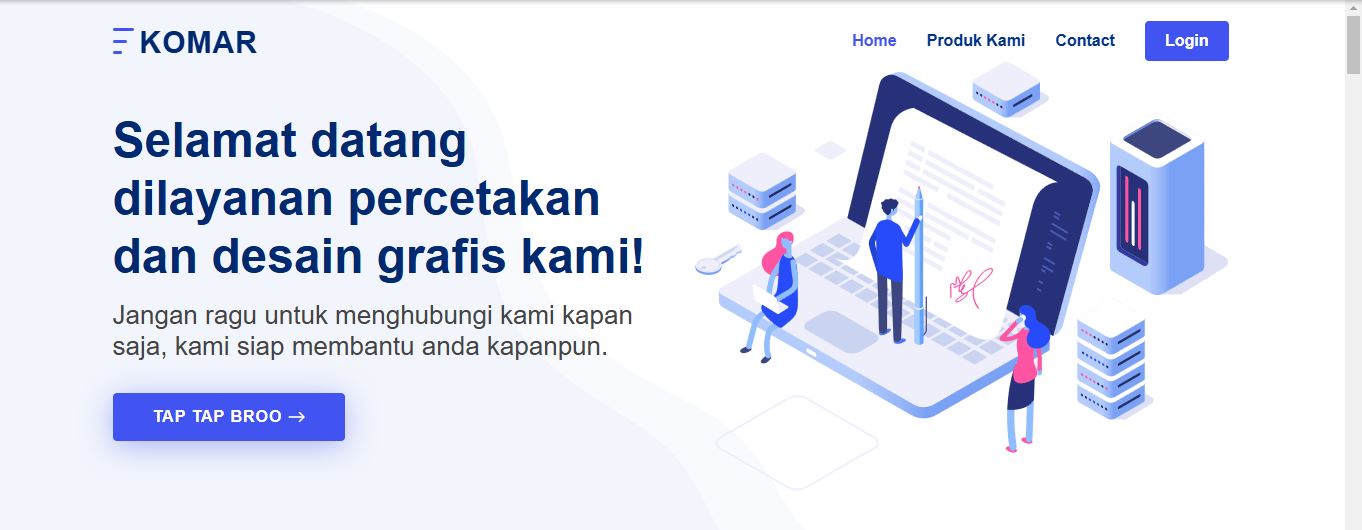 KOMAR
Home
Produk Kami
Contact
Login
Selamat datang
dilayanan percetakan
dan desain grafis kami!
Jangan ragu untuk menghubungi kami kapan
saja, kami siap membantu anda kapanpun.
TAP TAP BROO →